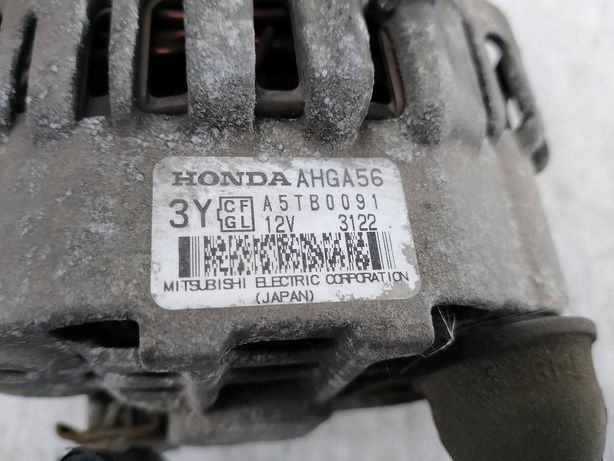 HONDA AHGA56
3Y CF GL A5TB0091
12V 3122
MITSUBISHI ELECTRIC CORPORATION
(JAPAN)